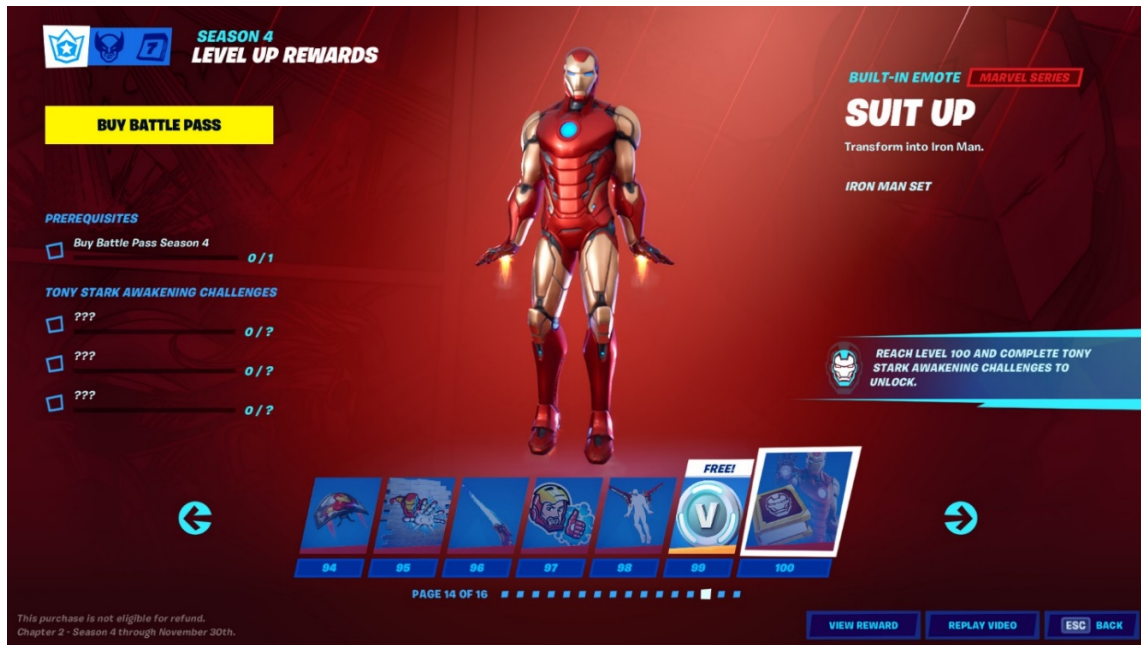 7
SEASON 4
LEVEL UP REWARDS
BUY BATTLE PASS
PREREQUISITES
Buy Battle Pass Season 4
0 / 1
TONY STARK AWAKENING CHALLENGES
???
0 / ?
???
0 / ?
???
0 / ?
BUILT-IN EMOTE MARVEL SERIES
SUIT UP
Transform into Iron Man.
IRON MAN SET
REACH LEVEL 100 AND COMPLETE TONY
STARK AWAKENING CHALLENGES TO
UNLOCK.
FREE!
V
94 95 96 97 98 99 100
PAGE 14 OF 16
This purchase is not eligible for refund.
Chapter 2 - Season 4 through November 30th.
VIEW REWARD REPLAY VIDEO ESC BACK